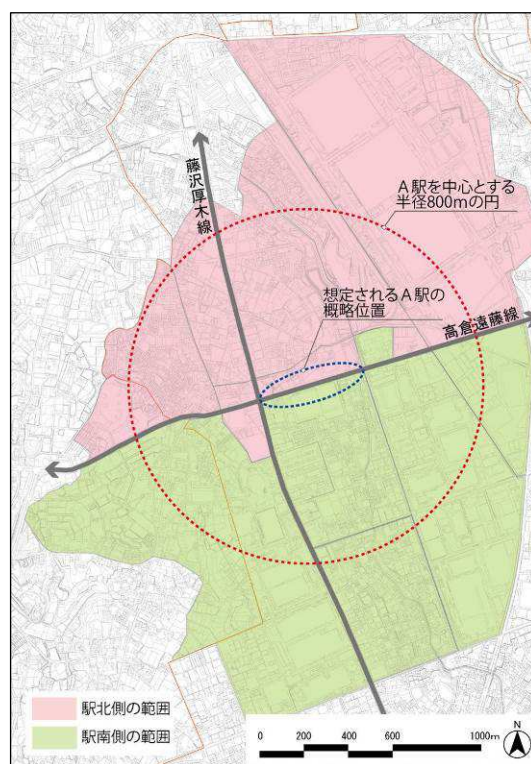 藤沢厚木線
A駅を中心とする
半径800mの円
想定されるA駅の
概略位置
高倉遠藤線
駅北側の範囲
駅南側の範囲
0 200 400 600 1000m
N